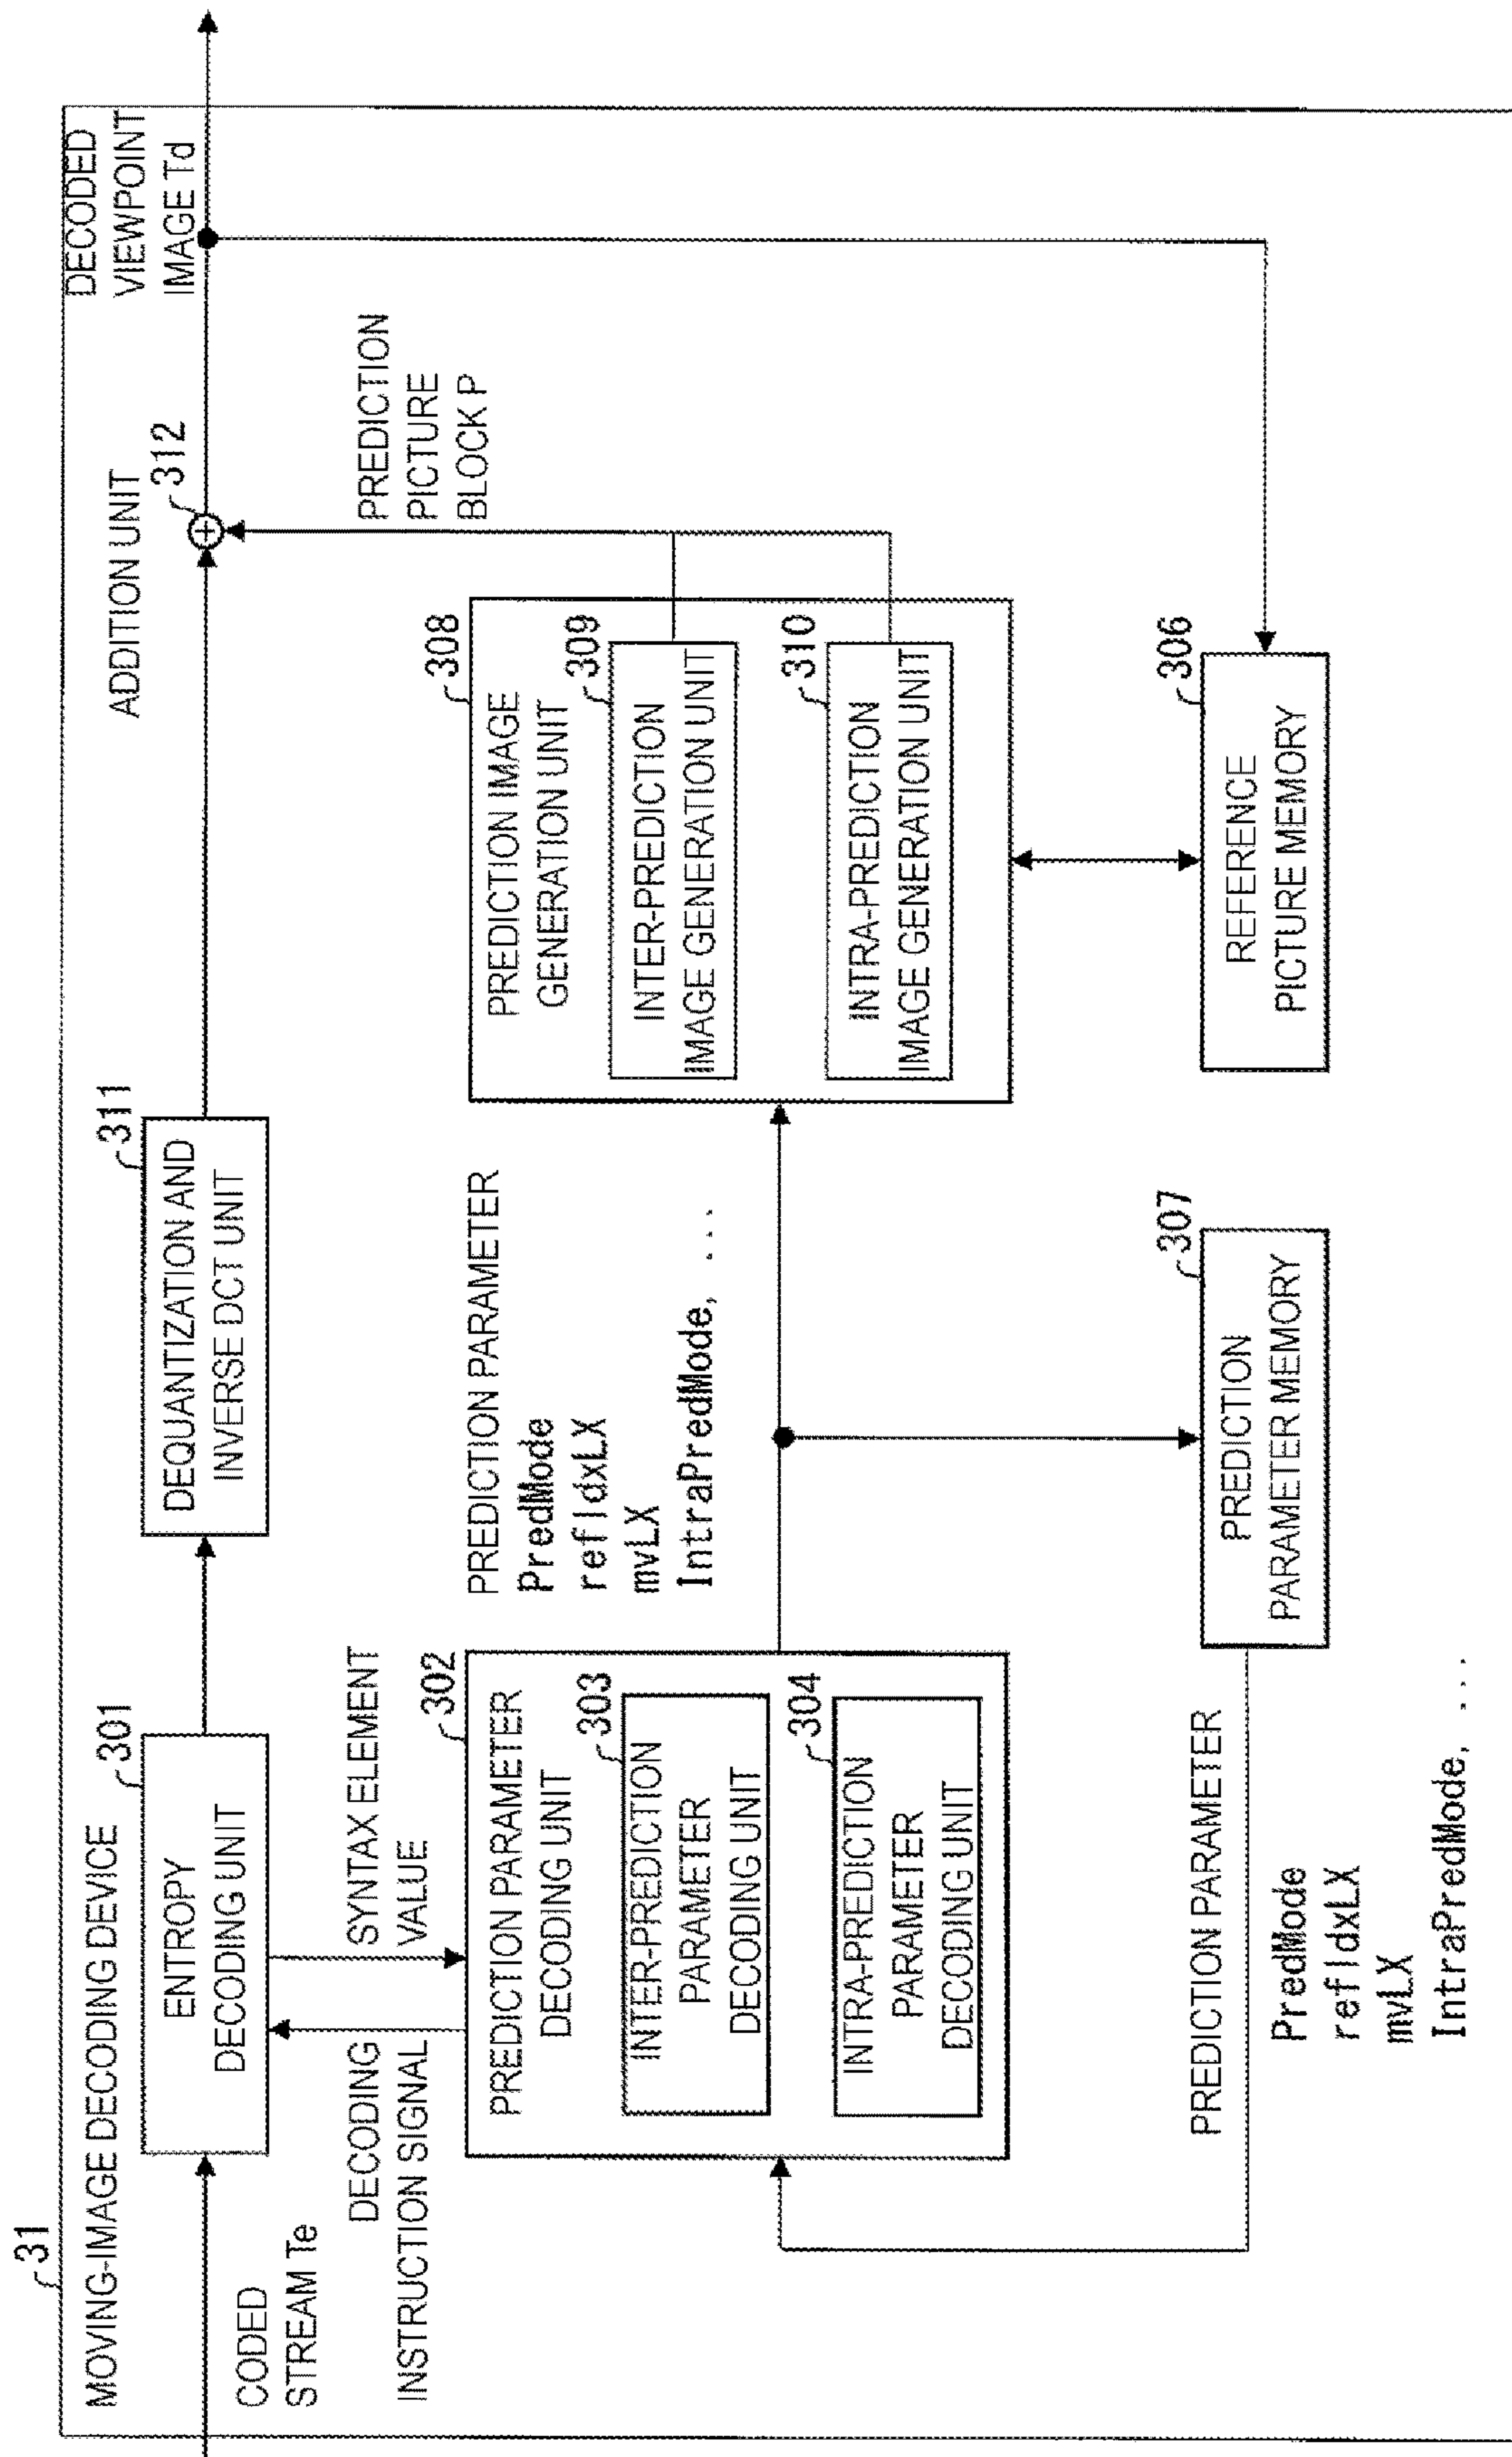 31
MOVING-IMAGE DECODING DEVICE
CODED
STREAM Te
301
ENTROPY
DECODING UNIT
311
DEQUANTIZATION AND
INVERSE DCT UNIT
ADDITION UNIT
312
DECODED
VIEWPOINT
IMAGE Td
DECODING
INSTRUCTION SIGNAL
SYNTAX ELEMENT
VALUE
302
PREDICTION PARAMETER
DECODING UNIT
303
INTER-PREDICTION
PARAMETER
DECODING UNIT
304
INTRA-PREDICTION
PARAMETER
DECODING UNIT
PREDICTION PARAMETER
PredMode
refIdxLX
mvLX
IntraPredMode, ...
308
PREDICTION IMAGE
GENERATION UNIT
309
INTER-PREDICTION
IMAGE GENERATION UNIT
310
INTRA-PREDICTION
IMAGE GENERATION UNIT
PREDICTION
PICTURE
BLOCK P
PREDICTION PARAMETER
PredMode
refIdxLX
mvLX
IntraPredMode, ...
307
PREDICTION
PARAMETER MEMORY
306
REFERENCE
PICTURE MEMORY